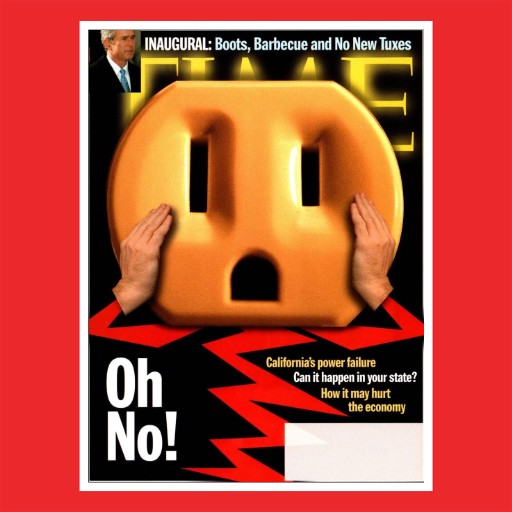 INAUGURAL: Boots, Barbecue and No New Tuxes
TIME
California's power failure
Can it happen in your state?
How it may hurt
the economy
Oh
No!